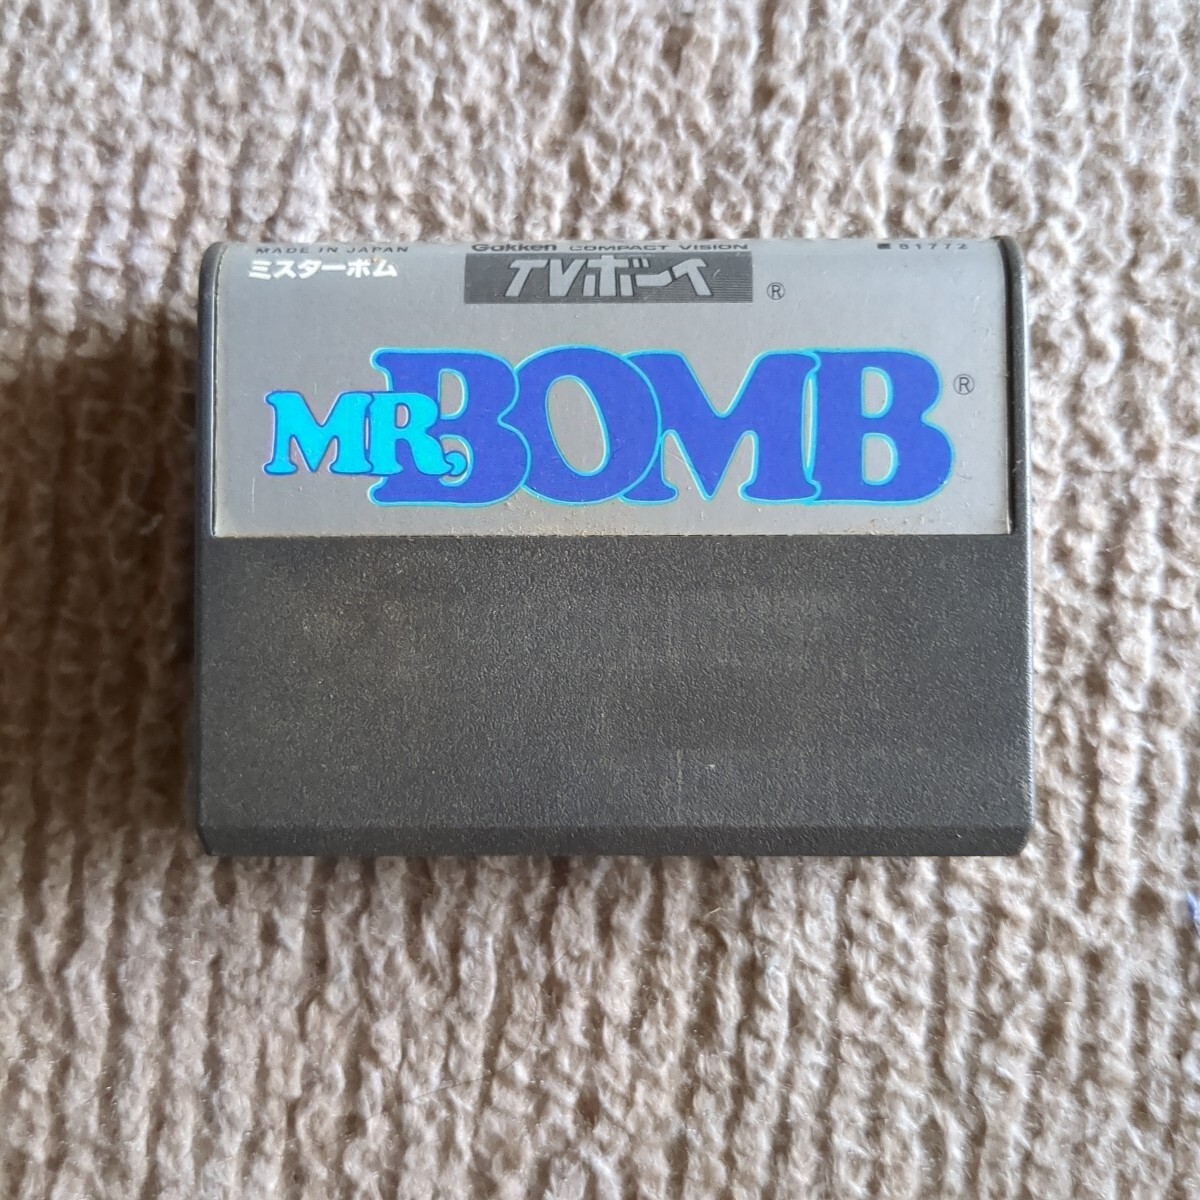 MADE IN JAPAN
Gakken COMPACT VISION
81772
ミスターボム
TVボーイ ®
MR,BOMB ®